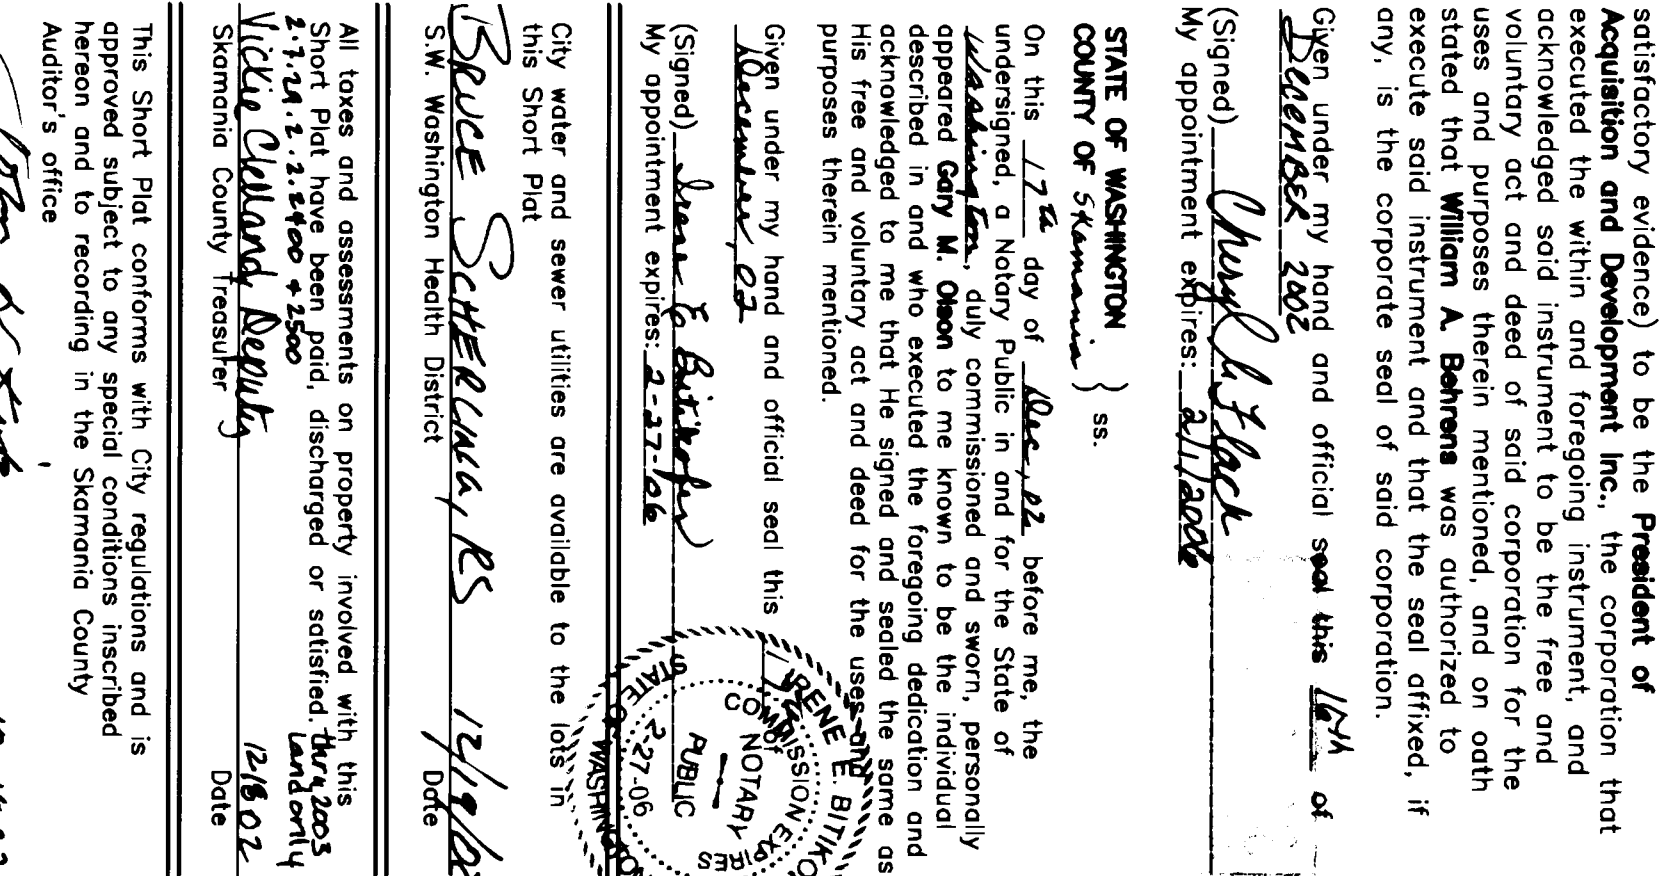 satisfactory evidence) to be the President of
Acquisition and Development Inc., the corporation that
executed the within and foregoing instrument, and
acknowledged said instrument to be the free and
voluntary act and deed of said corporation for the
uses and purposes therein mentioned, and on oath
stated that William A. Behrens was authorized to
execute said instrument and that the seal affixed, if
any, is the corporate seal of said corporation.
Given under my hand and official seal this 16th of
DECEMBER 2002
(Signed)
My appointment expires: 2/1/2006
STATE OF WASHINGTON
COUNTY OF Skamania } ss.
On this 17th day of Dec, 02 before me, the
undersigned, a Notary Public in and for the State of
Washington, duly commissioned and sworn, personally
appeared Gary M. Olson to me known to be the individual
described in and who executed the foregoing dedication and
acknowledged to me that He signed and sealed the same as
His free and voluntary act and deed for the uses and
purposes therein mentioned.
Given under my hand and official seal this of
December, 02
(Signed) Irene E Bitikofer
My appointment expires: 2-27-06
IRENE E. BITIKO
COMMISSION EXPIRES
NOTARY
PUBLIC
2-27-06
STATE OF WASHINGTON
City water and sewer utilities are available to the lots in
this Short Plat
BRUCE SCHERLING, RS 12/19/02
S.W. Washington Health District Date
All taxes and assessments on property involved with this
Short Plat have been paid, discharged or satisfied. thru 2003
2.7.21.2.2.2400 + 2500 Land only
Vickie Clelland, Deputy 12/18/02
Skamania County Treasurer Date
This Short Plat conforms with City regulations and is
approved subject to any special conditions inscribed
hereon and to recording in the Skamania County
Auditor's office